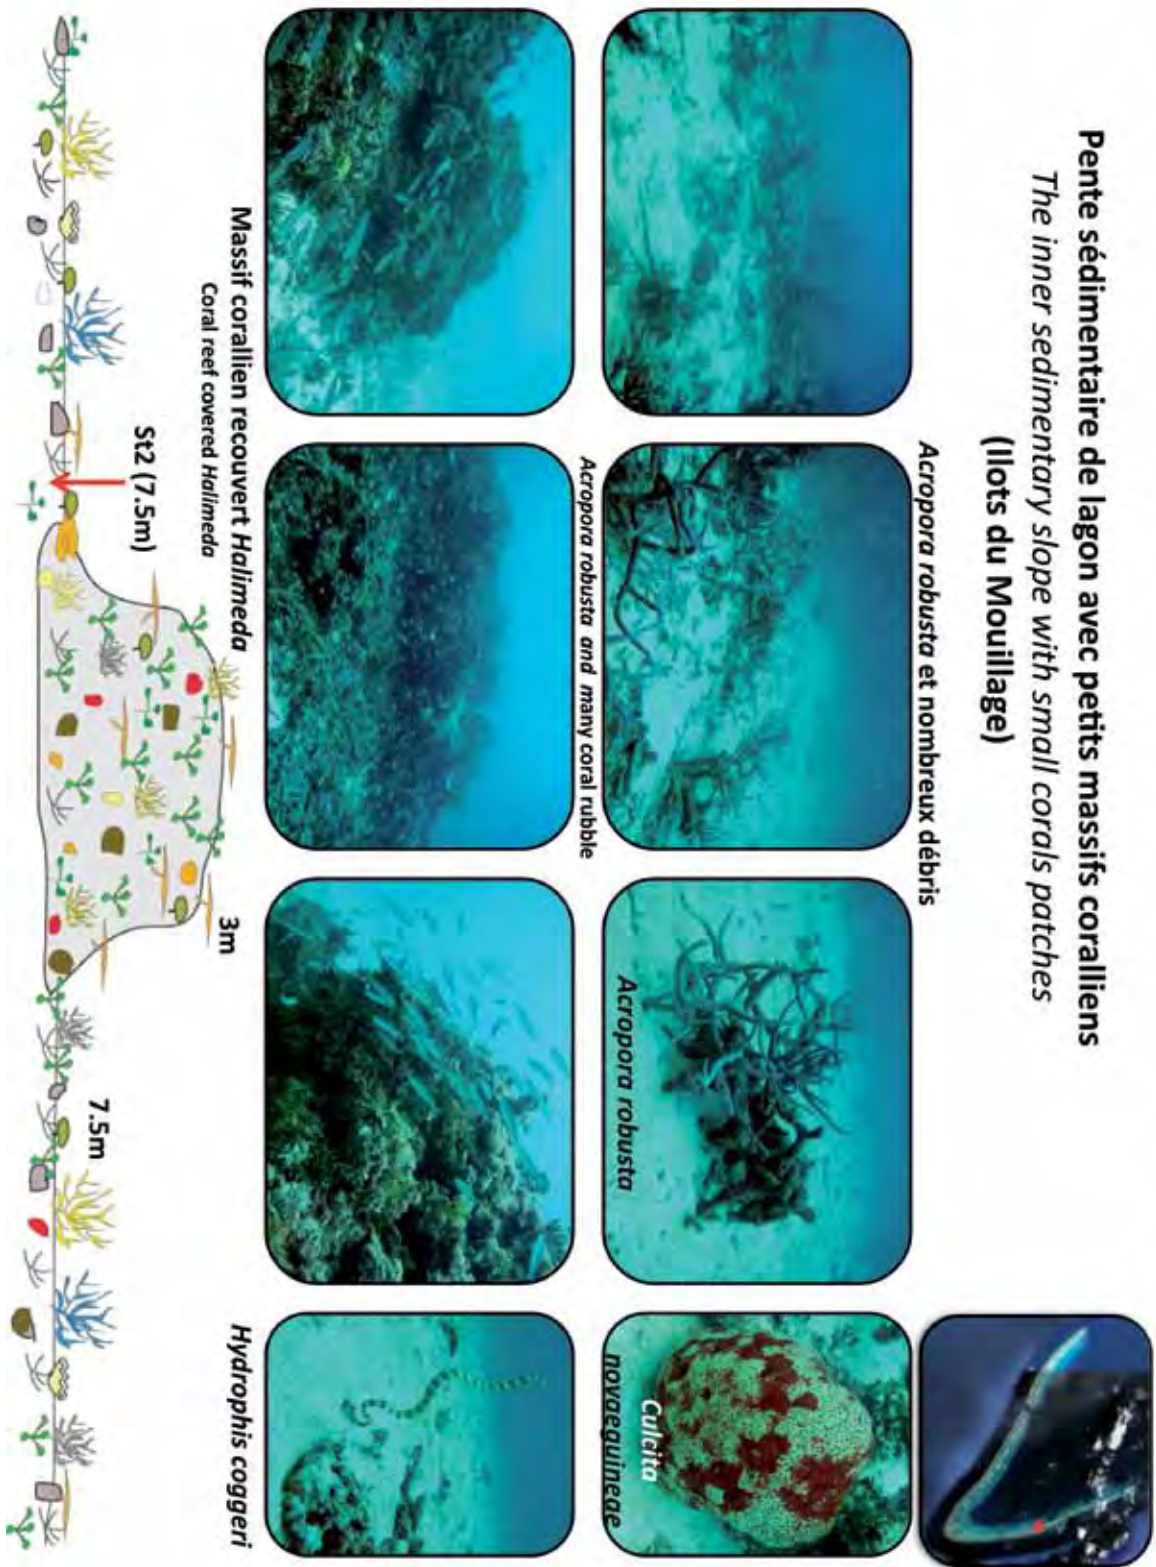 Pente sédimentaire de lagon avec petits massifs coralliens
The inner sedimentary slope with small corals patches
(Ilots du Mouillage)
Acropora robusta et nombreux débris
Acropora robusta
Culcita
novaeguineae
Acropora robusta and many coral rubble
Massif corallien recouvert Halimeda
Coral reef covered Halimeda
Hydrophis coggeri
St2 (7.5m)
3m
7.5m